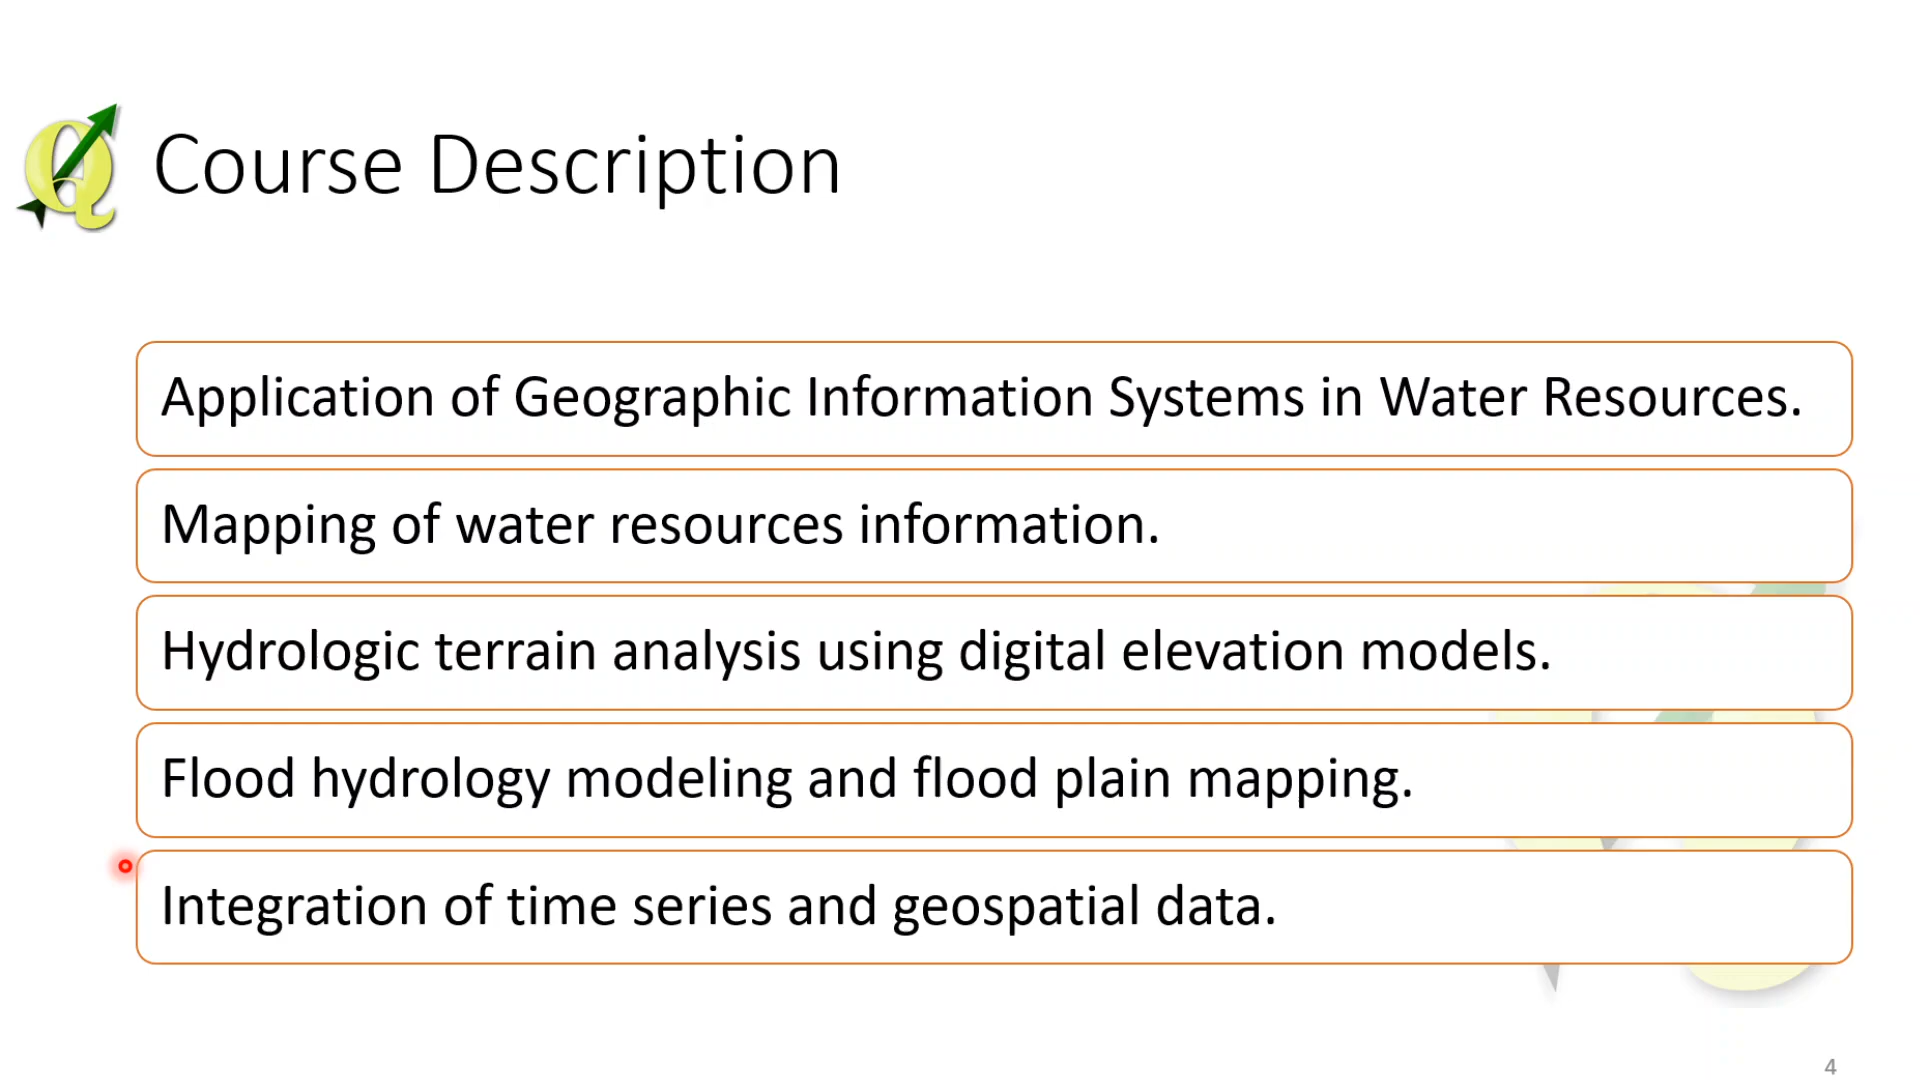 Course Description
Application of Geographic Information Systems in Water Resources.
Mapping of water resources information.
Hydrologic terrain analysis using digital elevation models.
Flood hydrology modeling and flood plain mapping.
Integration of time series and geospatial data.
4